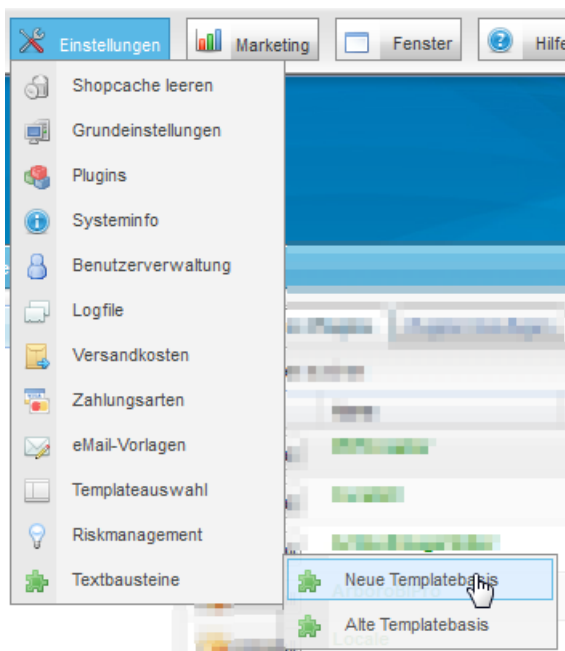 Einstellungen
Marketing
Fenster
Hilfe
Shopcache leeren
Grundeinstellungen
Plugins
Systeminfo
Benutzerverwaltung
Logfile
Versandkosten
Zahlungsarten
eMail-Vorlagen
Templateauswahl
Riskmanagement
Textbausteine
Neue Templatebasis
Alte Templatebasis
Locale